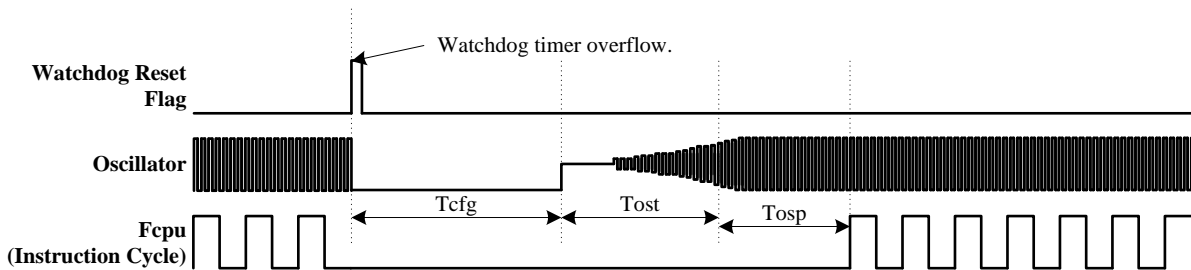 Watchdog timer overflow.
Watchdog Reset
Flag
Oscillator
Tcfg
Tost
Tosp
Fcpu
(Instruction Cycle)